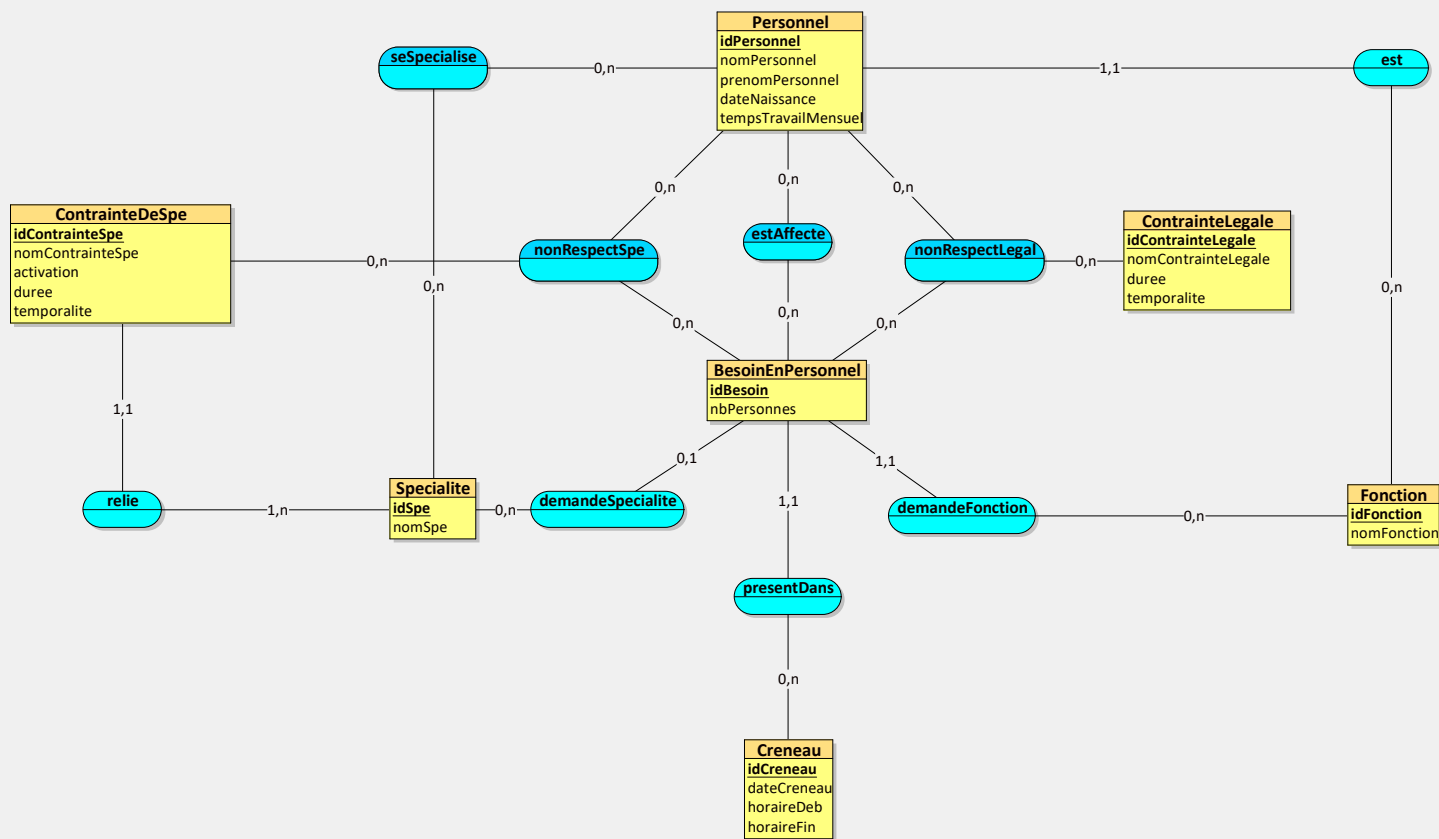 Personnel
idPersonnel
nomPersonnel
prenomPersonnel
dateNaissance
tempsTravailMensuel
seSpecialise
0,n
1,1
est
0,n
0,n
0,n
ContrainteDeSpe
idContrainteSpe
nomContrainteSpe
activation
duree
temporalite
ContrainteLegale
idContrainteLegale
nomContrainteLegale
duree
temporalite
estAffecte
nonRespectSpe
nonRespectLegal
0,n
0,n
0,n
0,n
0,n
0,n
0,n
BesoinEnPersonnel
idBesoin
nbPersonnes
1,1
0,1
1,1
Specialite
idSpe
nomSpe
relie
1,n
0,n
demandeSpecialite
1,1
demandeFonction
0,n
Fonction
idFonction
nomFonction
presentDans
0,n
Creneau
idCreneau
dateCreneau
horaireDeb
horaireFin